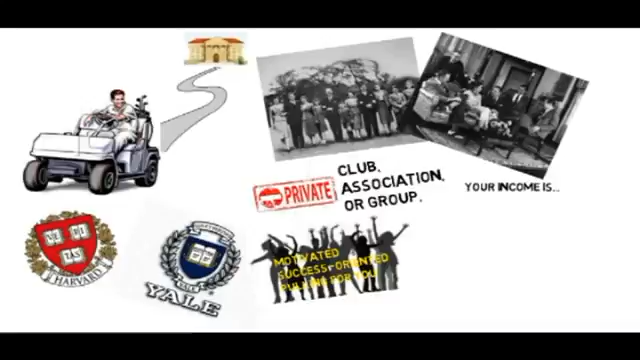 CLUB,
PRIVATE
ASSOCIATION,
OR GROUP.
YOUR INCOME IS..
VE RI
TAS
HARVARD
YALE
MOTIVATED
SUCCESS-ORIENTED
PULLING FOR YOU